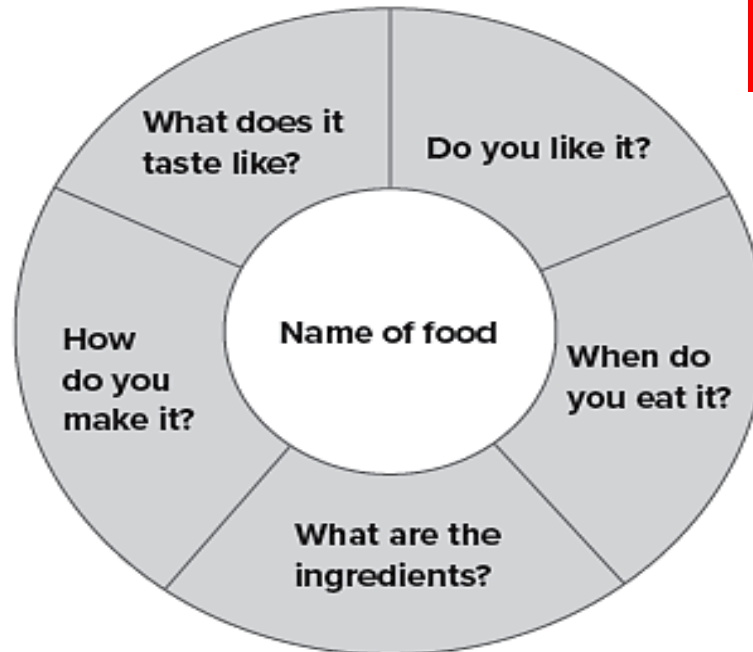 What does it
taste like?
Do you like it?
Name of food
How
do you
make it?
When do
you eat it?
What are the
ingredients?